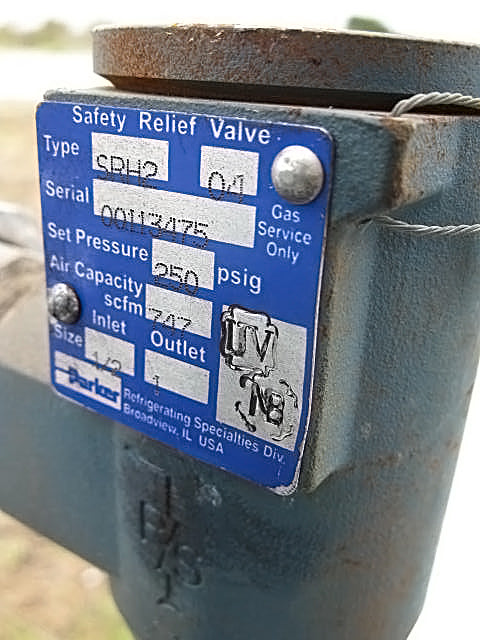 Safety Relief Valve
Type SRH2 04
Serial 00113475
Gas
Service
Only
Set Pressure 250 psig
Air Capacity
scfm 747
Inlet Outlet
Size 1/2 1
UV
NB
Parker Refrigerating Specialties Div.
Broadview, IL USA